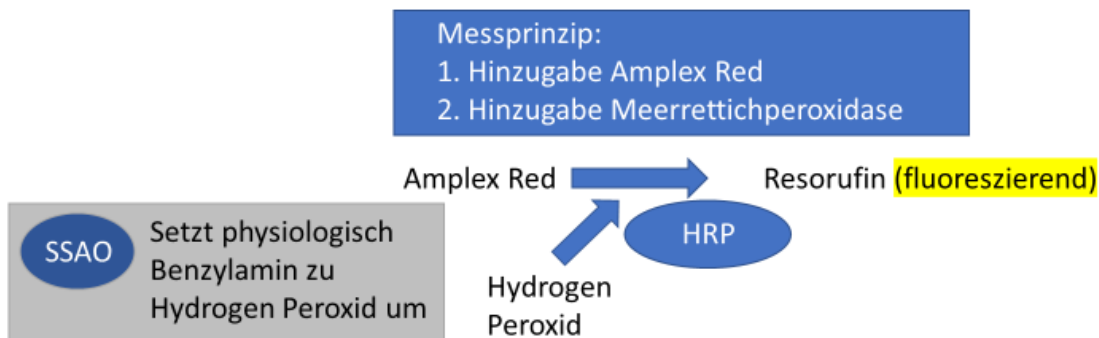 Messprinzip:
1. Hinzugabe Amplex Red
2. Hinzugabe Meerrettichperoxidase
Amplex Red
Resorufin (fluoreszierend)
HRP
SSAO
Setzt physiologisch
Benzylamin zu
Hydrogen Peroxid um
Hydrogen
Peroxid